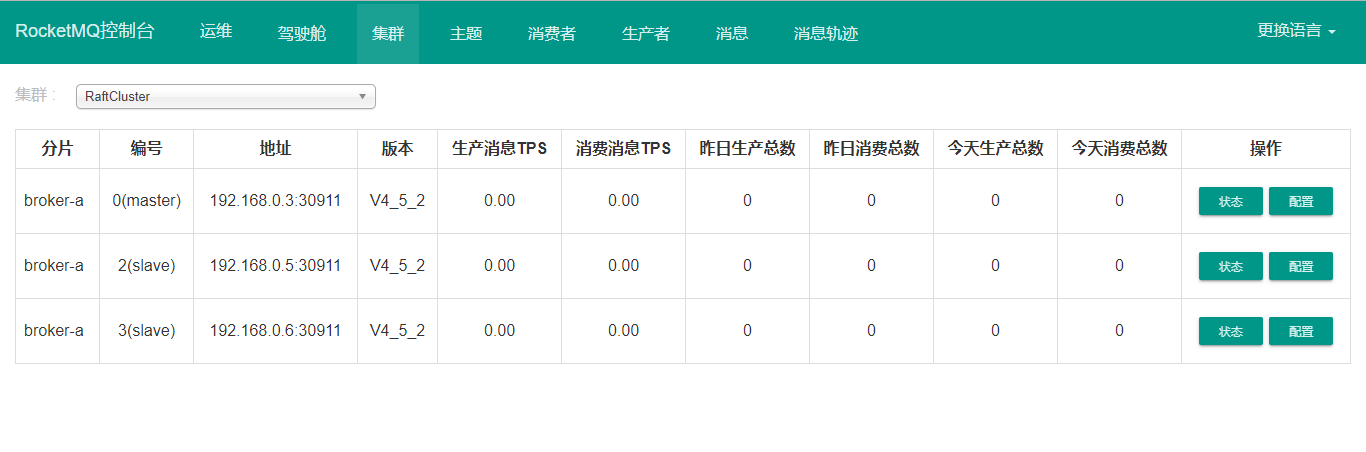 RocketMQ控制台 运维 驾驶舱 集群 主题 消费者 生产者 消息 消息轨迹 更换语言
集群 : RaftCluster
分片 编号 地址 版本 生产消息TPS 消费消息TPS 昨日生产总数 昨日消费总数 今天生产总数 今天消费总数 操作
broker-a 0(master) 192.168.0.3:30911 V4_5_2 0.00 0.00 0 0 0 0 状态 配置
broker-a 2(slave) 192.168.0.5:30911 V4_5_2 0.00 0.00 0 0 0 0 状态 配置
broker-a 3(slave) 192.168.0.6:30911 V4_5_2 0.00 0.00 0 0 0 0 状态 配置